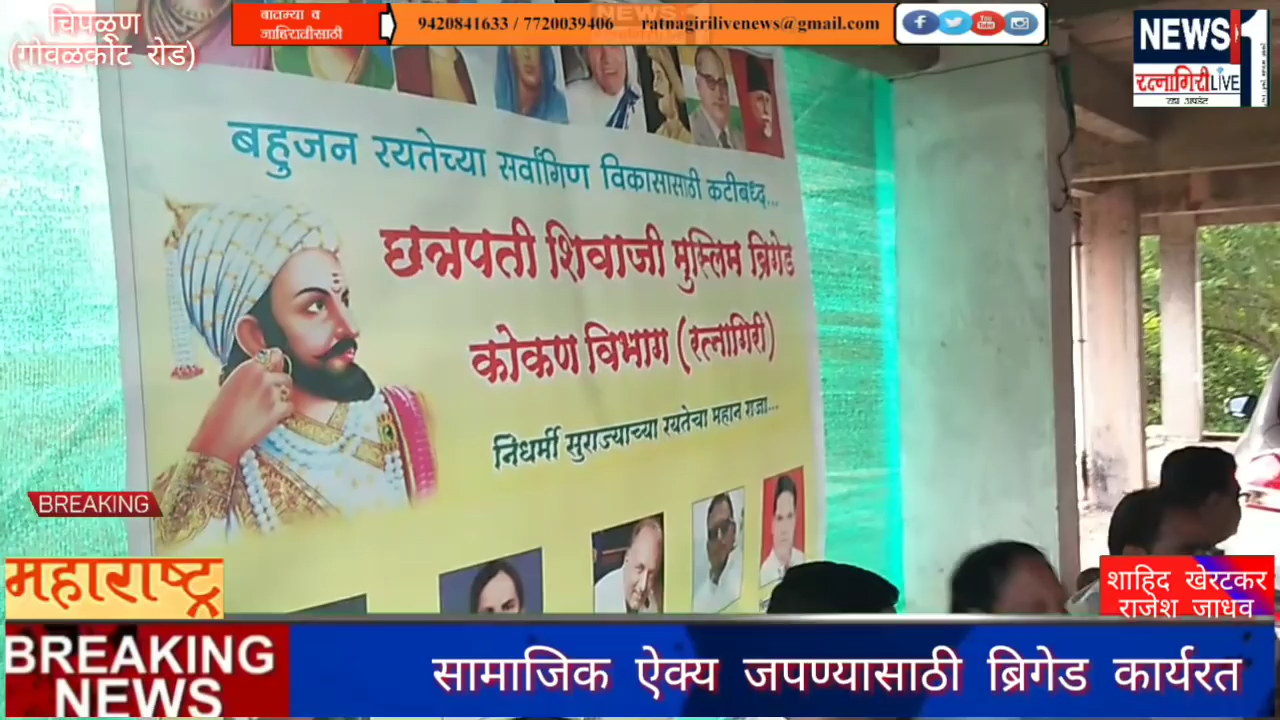 चिपळूण
(गोवळकोट रोड)
बातम्या व
जाहिरातीसाठी
9420841633 / 7720039406
ratnagirilivenews@gmail.com
NEWS 1
रत्नागिरी LIVE
बहुजन रयतेच्या सर्वांगिण विकासासाठी कटीबध्द...
छत्रपती शिवाजी मुस्लिम ब्रिगेड
कोकण विभाग (रत्नागिरी)
निधर्मी सुराज्याच्या रयतेचा महान राजा...
BREAKING
महाराष्ट्र
शाहिद खेरटकर
राजेश जाधव
BREAKING
NEWS
सामाजिक ऐक्य जपण्यासाठी ब्रिगेड कार्यरत